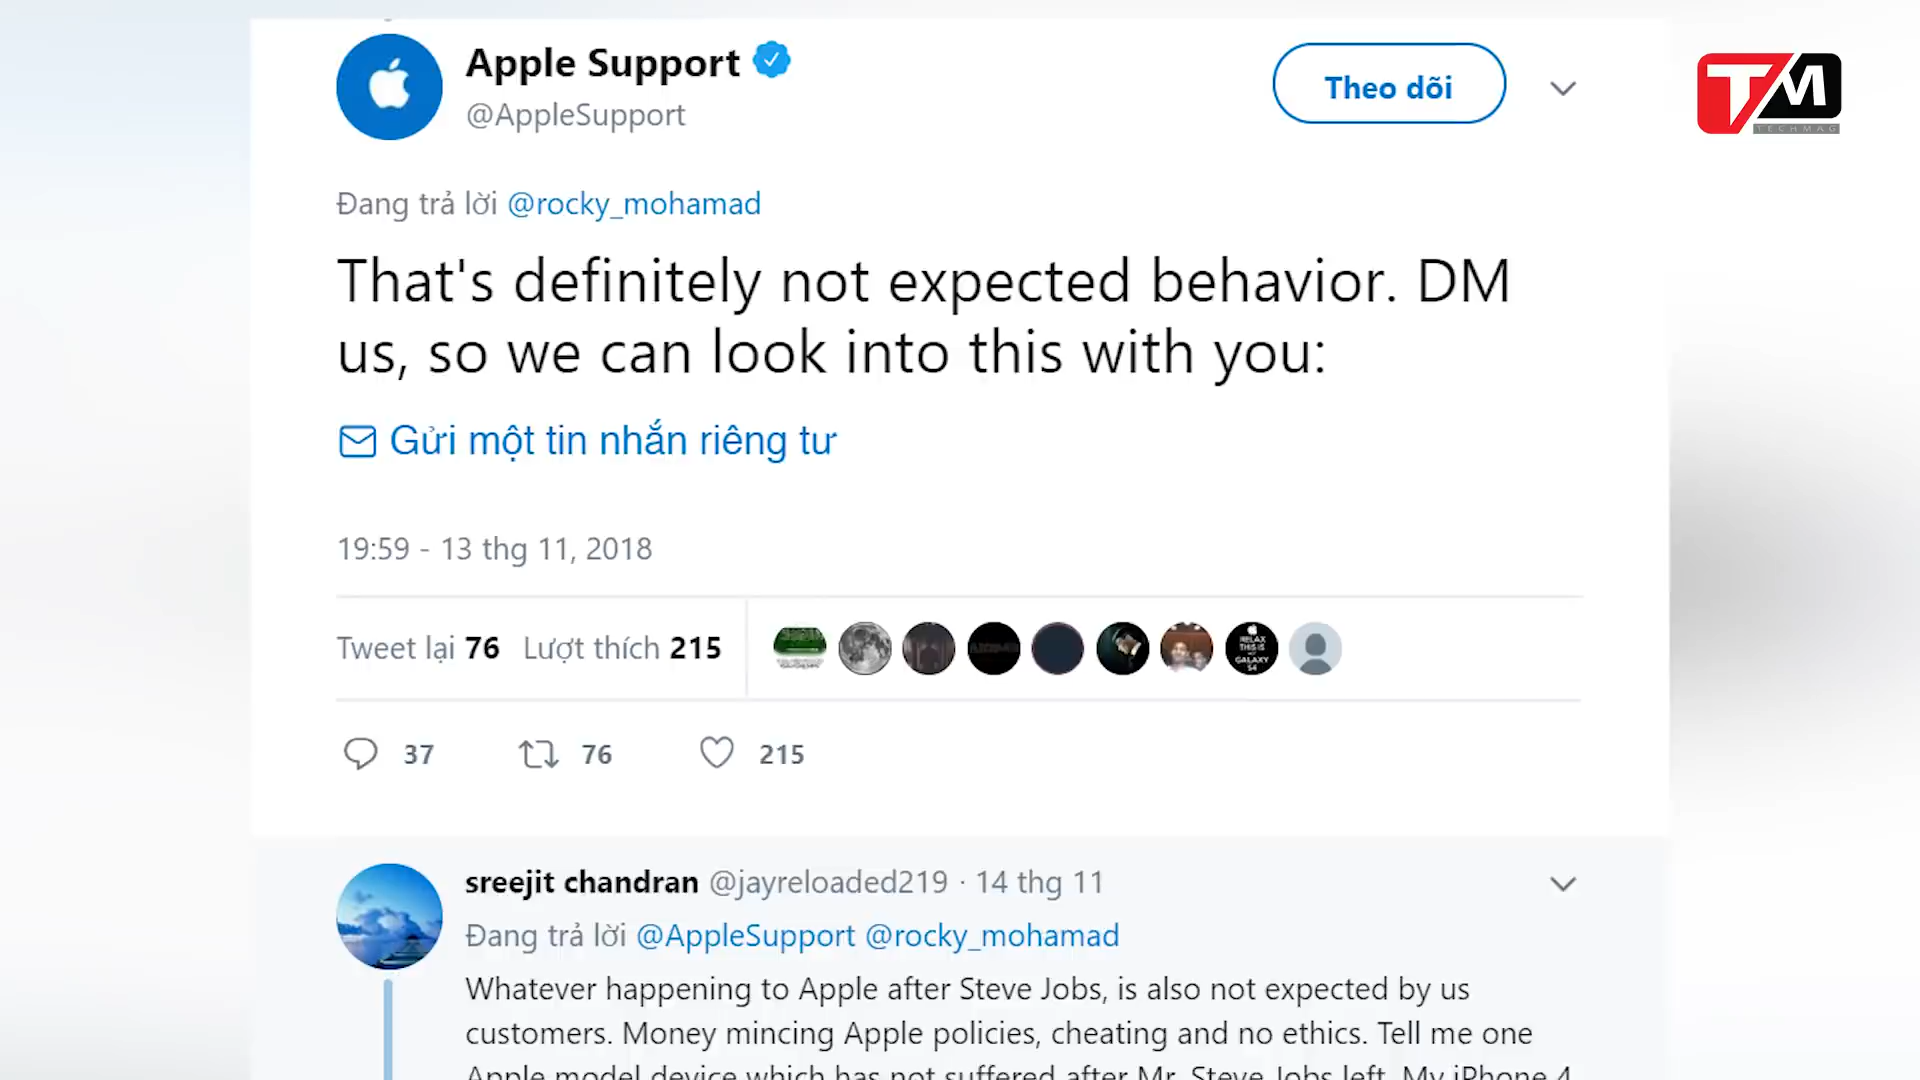 Apple Support
@AppleSupport
Theo dõi
TM
TECHMAG
Đang trả lời @rocky_mohamad
That's definitely not expected behavior. DM
us, so we can look into this with you:
Gửi một tin nhắn riêng tư
19:59 - 13 thg 11, 2018
Tweet lại 76 Lượt thích 215
RELAX
THIS IS
GALAXY
S4
37 76 215
sreejit chandran @jayreloaded219 · 14 thg 11
Đang trả lời @AppleSupport @rocky_mohamad
Whatever happening to Apple after Steve Jobs, is also not expected by us
customers. Money mincing Apple policies, cheating and no ethics. Tell me one
Apple model device which has not suffered after Mr. Steve Jobs left. My iPhone 4